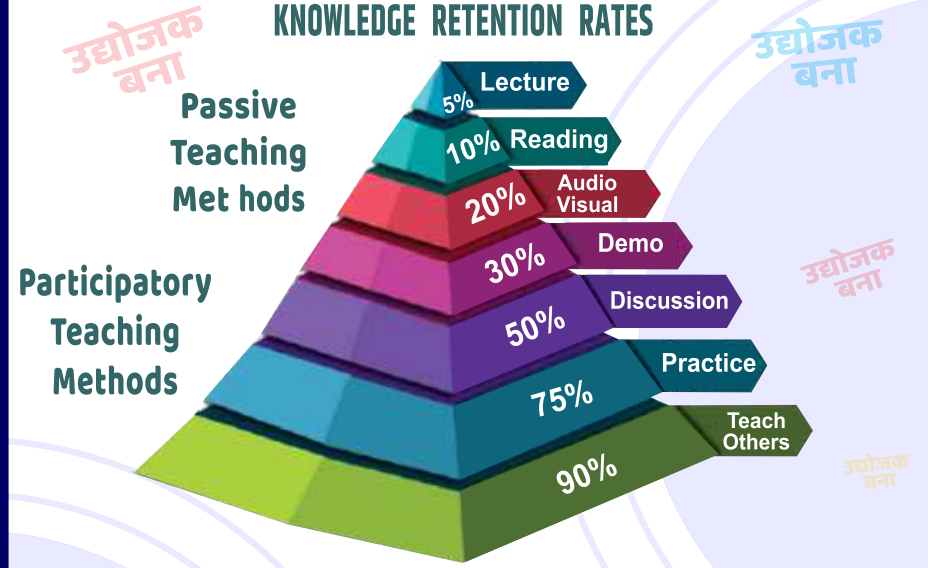 KNOWLEDGE RETENTION RATES
उद्योजक
बना
उद्योजक
बना
Passive
Teaching
Met hods
5% Lecture
10% Reading
20% Audio
Visual
30% Demo
Participatory
Teaching
Methods
50% Discussion
75% Practice
90% Teach
Others
उद्योजक
बना
उद्योजक
बना